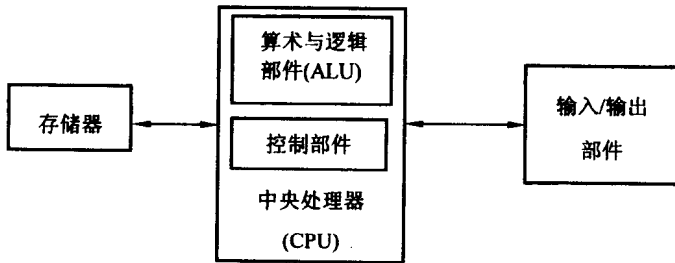 算术与逻辑
部件(ALU)
存储器
控制部件
输入/输出
部件
中央处理器
(CPU)